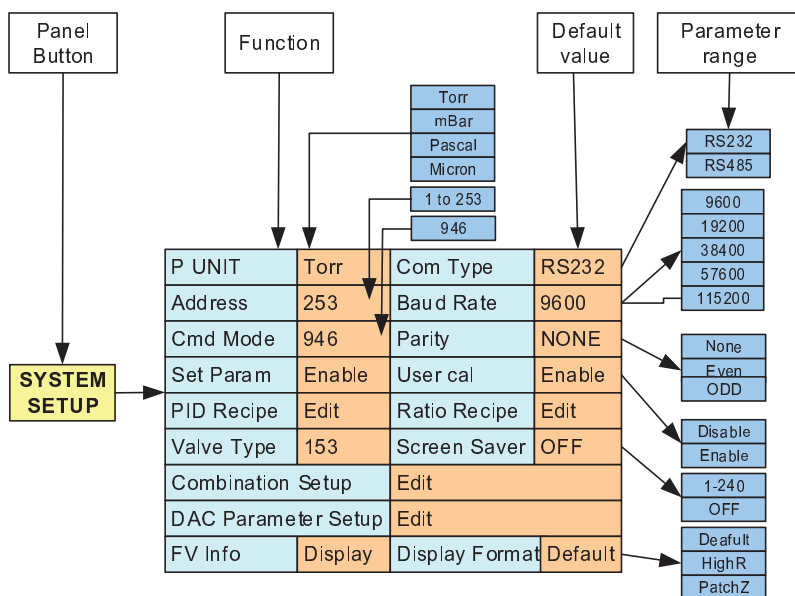 Panel
Button
Function
Default
value
Parameter
range
Torr
mBar
Pascal
Micron
1 to 253
946
RS232
RS485
9600
19200
38400
57600
115200
P UNIT Torr Com Type RS232
Address 253 Baud Rate 9600
Cmd Mode 946 Parity NONE
Set Param Enable User cal Enable
PID Recipe Edit Ratio Recipe Edit
Valve Type 153 Screen Saver OFF
Combination Setup Edit
DAC Parameter Setup Edit
FV Info Display Display Format Default
SYSTEM
SETUP
None
Even
ODD
Disable
Enable
1-240
OFF
Deafult
HighR
PatchZ